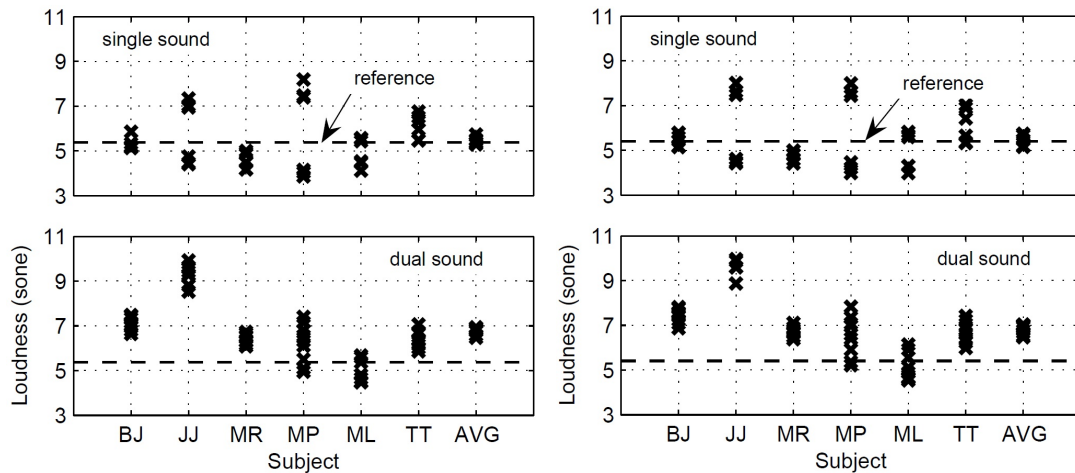 11
9
7
5
3
single sound
reference
11
9
7
5
3
single sound
reference
Loudness (sone)
11
9
7
5
3
dual sound
BJ JJ MR MP ML TT AVG
Subject
Loudness (sone)
11
9
7
5
3
dual sound
BJ JJ MR MP ML TT AVG
Subject